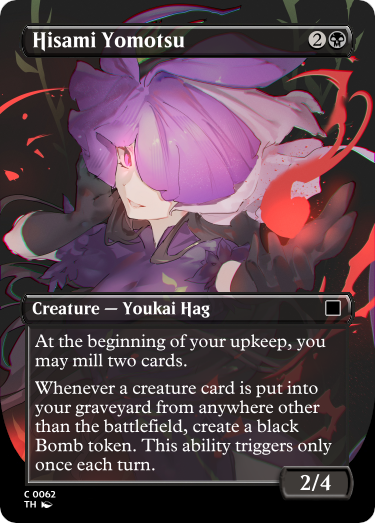 Hisami Yomotsu 2
Creature — Youkai Hag
At the beginning of your upkeep, you
may mill two cards.
Whenever a creature card is put into
your graveyard from anywhere other
than the battlefield, create a black
Bomb token. This ability triggers only
once each turn.
2/4
C 0062
TH